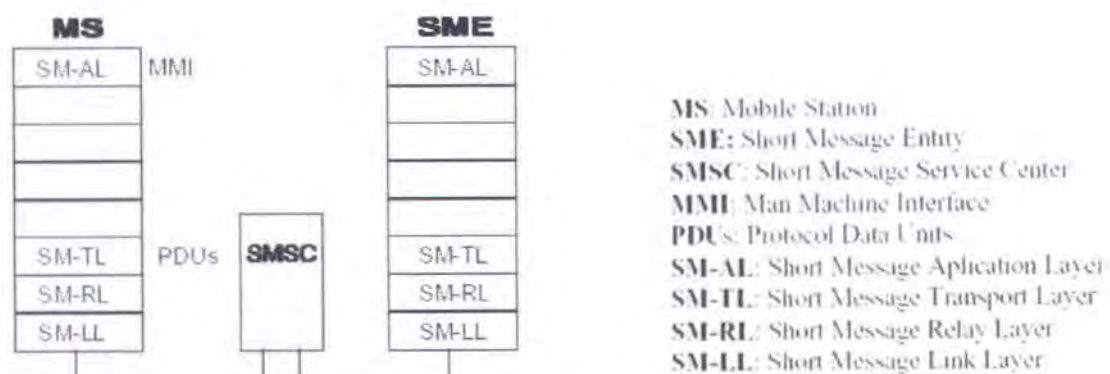 MS
SM-AL MMI
SM-TL PDUs
SM-RL
SM-LL
SMSC
SME
SM-AL
SM-TL
SM-RL
SM-LL
MS: Mobile Station
SME: Short Message Entity
SMSC: Short Message Service Center
MMI: Man Machine Interface
PDUs: Protocol Data Units
SM-AL: Short Message Aplication Layer
SM-TL: Short Message Transport Layer
SM-RL: Short Message Relay Layer
SM-LL: Short Message Link Layer